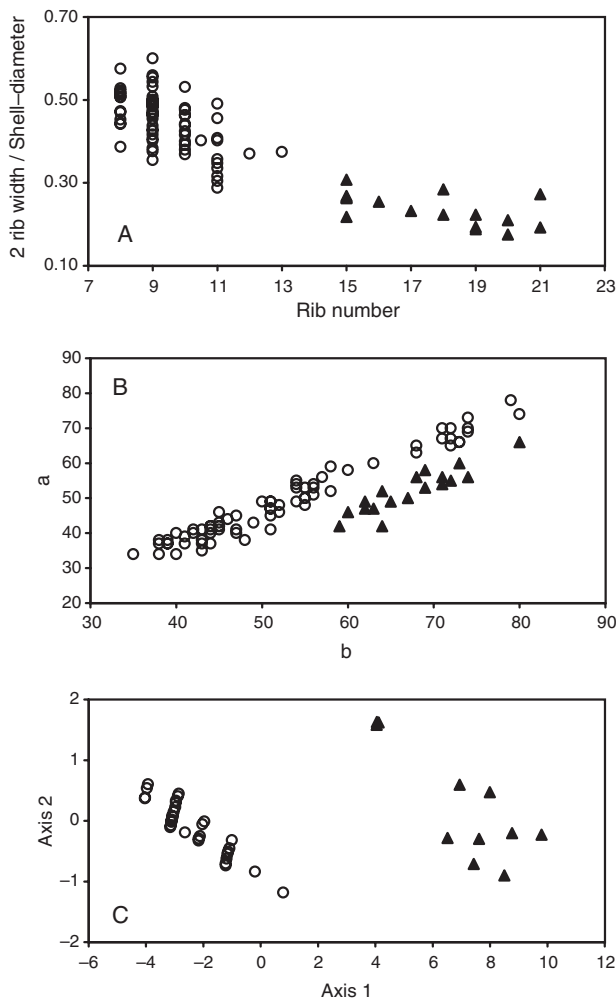 2 rib width / Shell–diameter
0.70
0.50
0.30
0.10
A
7 9 11 13 15 17 19 21 23
Rib number
B
a
90
80
70
60
50
40
30
20
30 40 50 60 70 80 90
b
Axis 2
2
1
0
–1
–2
C
–6 –4 –2 0 2 4 6 8 10 12
Axis 1